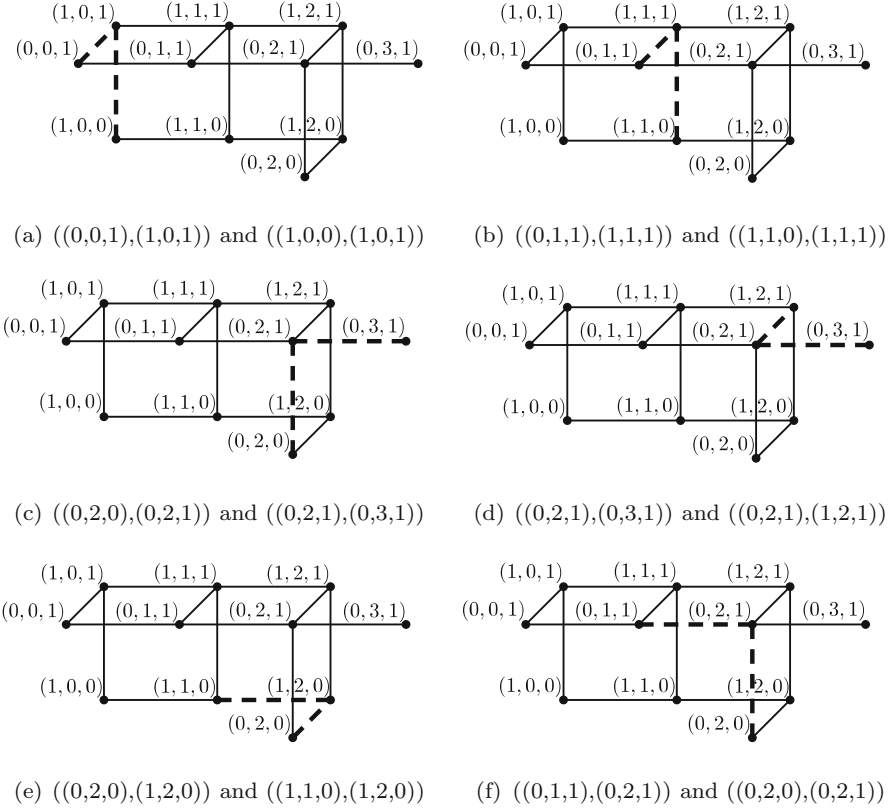 (1, 0, 1) (1, 1, 1) (1, 2, 1)
(0, 0, 1) (0, 1, 1) (0, 2, 1) (0, 3, 1)
(1, 0, 0) (1, 1, 0) (1, 2, 0)
(0, 2, 0)
(a) ((0,0,1),(1,0,1)) and ((1,0,0),(1,0,1))
(1, 0, 1) (1, 1, 1) (1, 2, 1)
(0, 0, 1) (0, 1, 1) (0, 2, 1) (0, 3, 1)
(1, 0, 0) (1, 1, 0) (1, 2, 0)
(0, 2, 0)
(b) ((0,1,1),(1,1,1)) and ((1,1,0),(1,1,1))
(1, 0, 1) (1, 1, 1) (1, 2, 1)
(0, 0, 1) (0, 1, 1) (0, 2, 1) (0, 3, 1)
(1, 0, 0) (1, 1, 0) (1, 2, 0)
(0, 2, 0)
(c) ((0,2,0),(0,2,1)) and ((0,2,1),(0,3,1))
(1, 0, 1) (1, 1, 1) (1, 2, 1)
(0, 0, 1) (0, 1, 1) (0, 2, 1) (0, 3, 1)
(1, 0, 0) (1, 1, 0) (1, 2, 0)
(0, 2, 0)
(d) ((0,2,1),(0,3,1)) and ((0,2,1),(1,2,1))
(1, 0, 1) (1, 1, 1) (1, 2, 1)
(0, 0, 1) (0, 1, 1) (0, 2, 1) (0, 3, 1)
(1, 0, 0) (1, 1, 0) (1, 2, 0)
(0, 2, 0)
(e) ((0,2,0),(1,2,0)) and ((1,1,0),(1,2,0))
(1, 0, 1) (1, 1, 1) (1, 2, 1)
(0, 0, 1) (0, 1, 1) (0, 2, 1) (0, 3, 1)
(1, 0, 0) (1, 1, 0) (1, 2, 0)
(0, 2, 0)
(f) ((0,1,1),(0,2,1)) and ((0,2,0),(0,2,1))